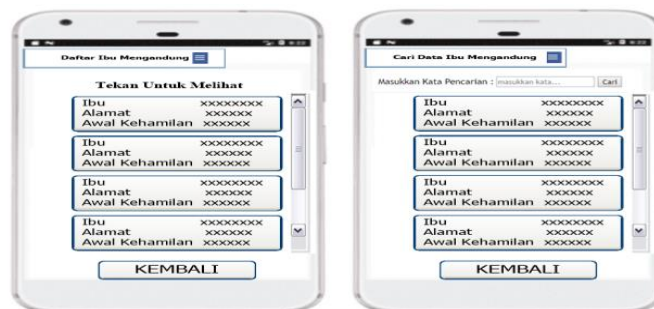 Daftar Ibu Mengandung
Tekan Untuk Melihat
Ibu xxxxxxxx
Alamat xxxxxx
Awal Kehamilan xxxxxx
Ibu xxxxxxxx
Alamat xxxxxx
Awal Kehamilan xxxxxx
Ibu xxxxxxxx
Alamat xxxxxx
Awal Kehamilan xxxxxx
Ibu xxxxxxxx
Alamat xxxxxx
Awal Kehamilan xxxxxx
KEMBALI
Cari Data Ibu Mengandung
Masukkan Kata Pencarian : masukkan kata... Cari
Ibu xxxxxxxx
Alamat xxxxxx
Awal Kehamilan xxxxxx
Ibu xxxxxxxx
Alamat xxxxxx
Awal Kehamilan xxxxxx
Ibu xxxxxxxx
Alamat xxxxxx
Awal Kehamilan xxxxxx
Ibu xxxxxxxx
Alamat xxxxxx
Awal Kehamilan xxxxxx
KEMBALI